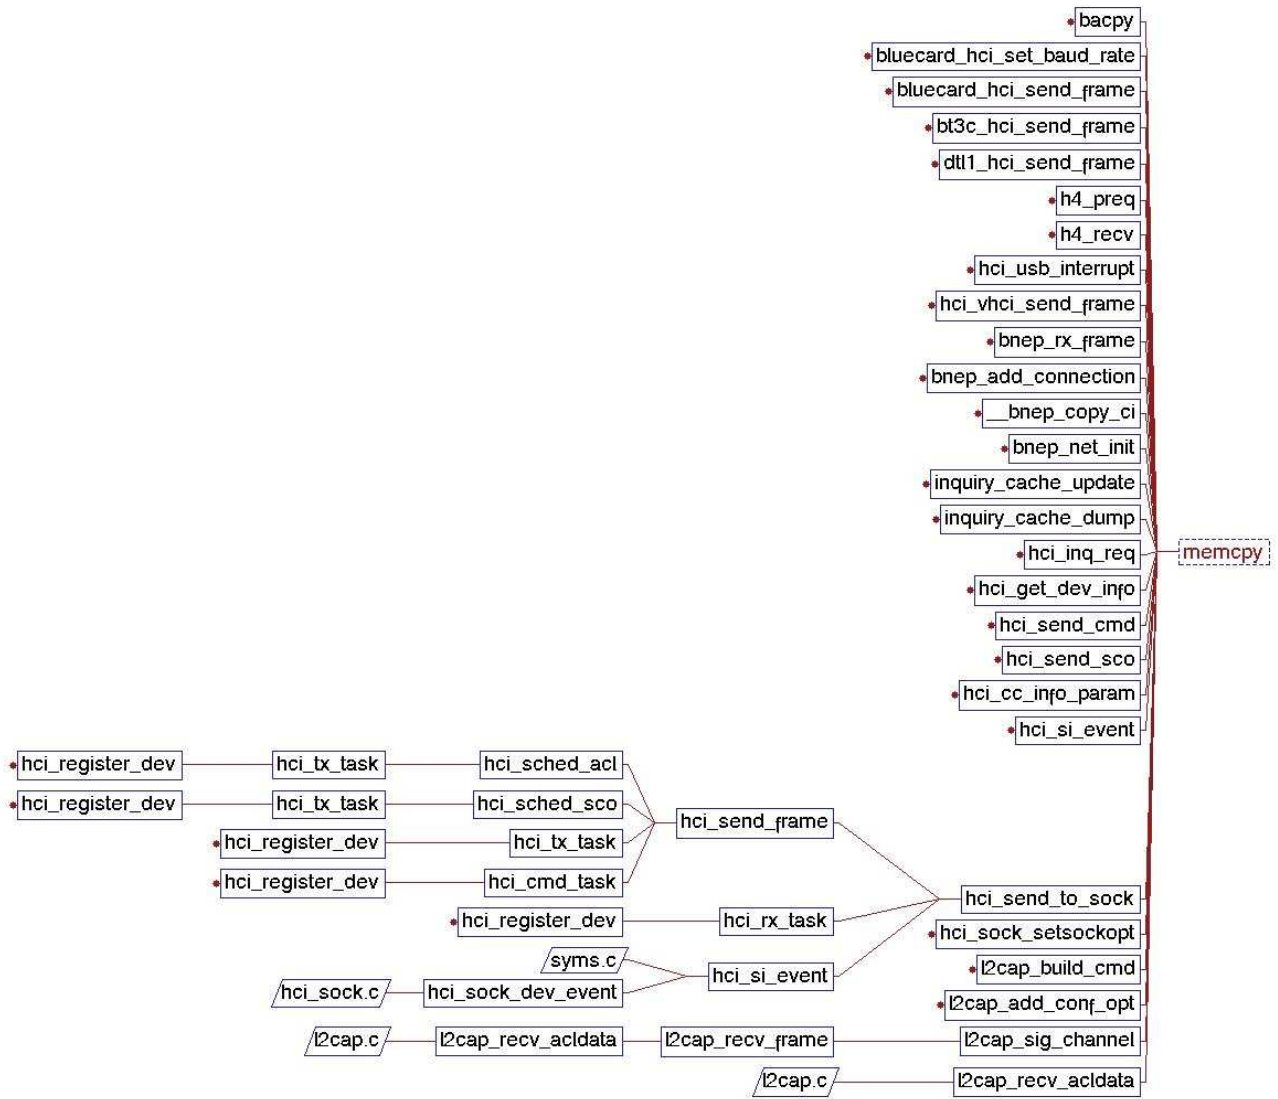 bacpy
bluecard_hci_set_baud_rate
bluecard_hci_send_frame
bt3c_hci_send_frame
dtl1_hci_send_frame
h4_preq
h4_recv
hci_usb_interrupt
hci_vhci_send_frame
bnep_rx_frame
bnep_add_connection
__bnep_copy_ci
bnep_net_init
inquiry_cache_update
inquiry_cache_dump
hci_inq_req
memcpy
hci_get_dev_info
hci_send_cmd
hci_send_sco
hci_cc_info_param
hci_si_event
hci_register_dev hci_tx_task hci_sched_acl
hci_register_dev hci_tx_task hci_sched_sco
hci_send_frame
hci_register_dev hci_tx_task
hci_register_dev hci_cmd_task
hci_send_to_sock
hci_register_dev hci_rx_task
hci_sock_setsockopt
syms.c
l2cap_build_cmd
hci_si_event
hci_sock.c hci_sock_dev_event
l2cap_add_conf_opt
l2cap.c l2cap_recv_acldata l2cap_recv_frame l2cap_sig_channel
l2cap.c l2cap_recv_acldata